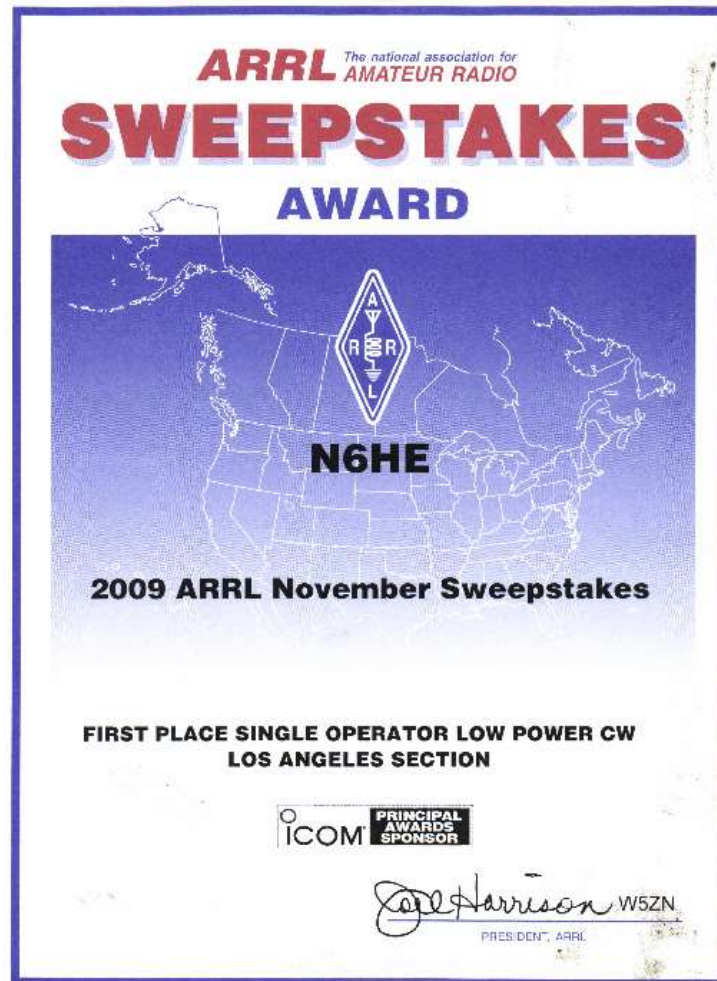 ARRL The national association for
AMATEUR RADIO
SWEEPSTAKES
AWARD
A
R R
L
N6HE
2009 ARRL November Sweepstakes
FIRST PLACE SINGLE OPERATOR LOW POWER CW
LOS ANGELES SECTION
ICOM PRINCIPAL
AWARDS
SPONSOR
Joel Harrison W5ZN
PRESIDENT, ARRL